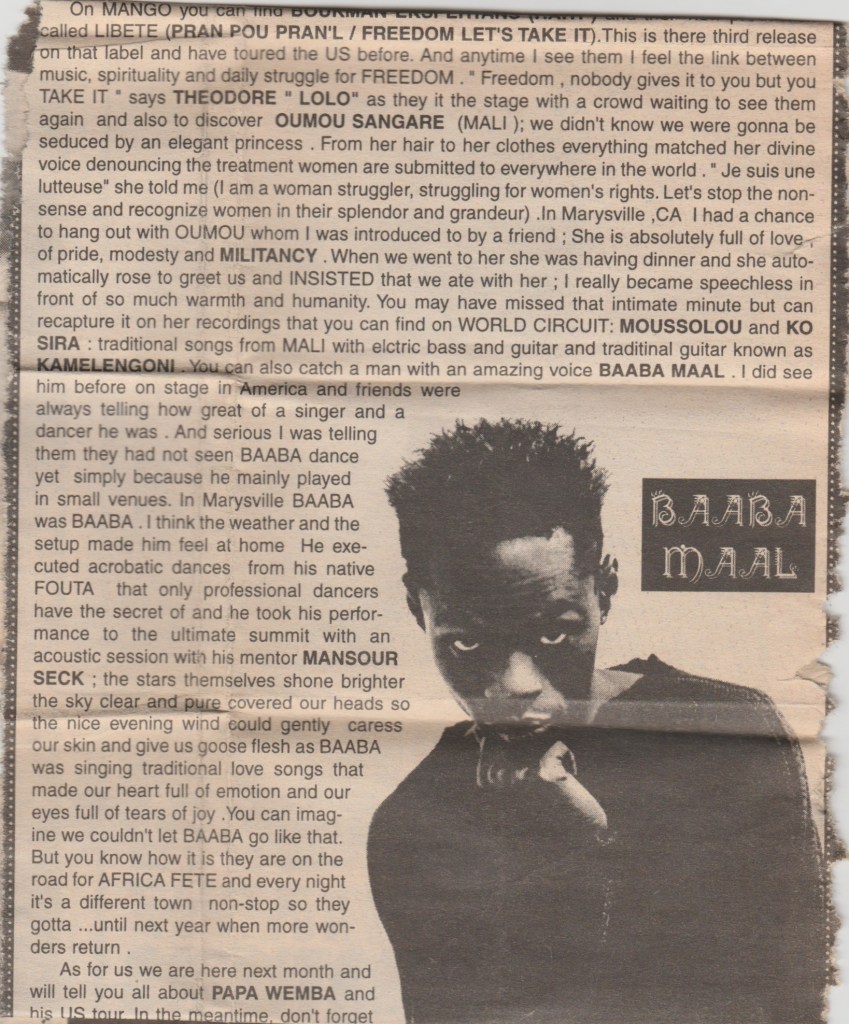 On MANGO you can find BOUKMAN EKSPERYANS (HAITI) and their
called LIBETE (PRAN POU PRAN'L / FREEDOM LET'S TAKE IT).This is there third release
on that label and have toured the US before. And anytime I see them I feel the link between
music, spirituality and daily struggle for FREEDOM . " Freedom , nobody gives it to you but you
TAKE IT " says THEODORE " LOLO" as they it the stage with a crowd waiting to see them
again and also to discover OUMOU SANGARE (MALI ); we didn't know we were gonna be
seduced by an elegant princess . From her hair to her clothes everything matched her divine
voice denouncing the treatment women are submitted to everywhere in the world . " Je suis une
lutteuse" she told me (I am a woman struggler, struggling for women's rights. Let's stop the non-
sense and recognize women in their splendor and grandeur) .In Marysville ,CA I had a chance
to hang out with OUMOU whom I was introduced to by a friend ; She is absolutely full of love ,
of pride, modesty and MILITANCY . When we went to her she was having dinner and she auto-
matically rose to greet us and INSISTED that we ate with her ; I really became speechless in
front of so much warmth and humanity. You may have missed that intimate minute but can
recapture it on her recordings that you can find on WORLD CIRCUIT: MOUSSOLOU and KO
SIRA : traditional songs from MALI with elctric bass and guitar and traditinal guitar known as
KAMELENGONI . You can also catch a man with an amazing voice BAABA MAAL . I did see
him before on stage in America and friends were
always telling how great of a singer and a
dancer he was . And serious I was telling
them they had not seen BAABA dance
yet simply because he mainly played
in small venues. In Marysville BAABA
was BAABA . I think the weather and the
setup made him feel at home He exe-
cuted acrobatic dances from his native
FOUTA that only professional dancers
have the secret of and he took his perfor-
mance to the ultimate summit with an
acoustic session with his mentor MANSOUR
SECK ; the stars themselves shone brighter
the sky clear and pure covered our heads so
the nice evening wind could gently caress
our skin and give us goose flesh as BAABA
was singing traditional love songs that
made our heart full of emotion and our
eyes full of tears of joy .You can imag-
ine we couldn't let BAABA go like that.
But you know how it is they are on the
road for AFRICA FETE and every night
it's a different town non-stop so they
gotta ...until next year when more won-
ders return .
As for us we are here next month and
will tell you all about PAPA WEMBA and
his US tour. In the meantime, don't forget
BAABA
MAAL